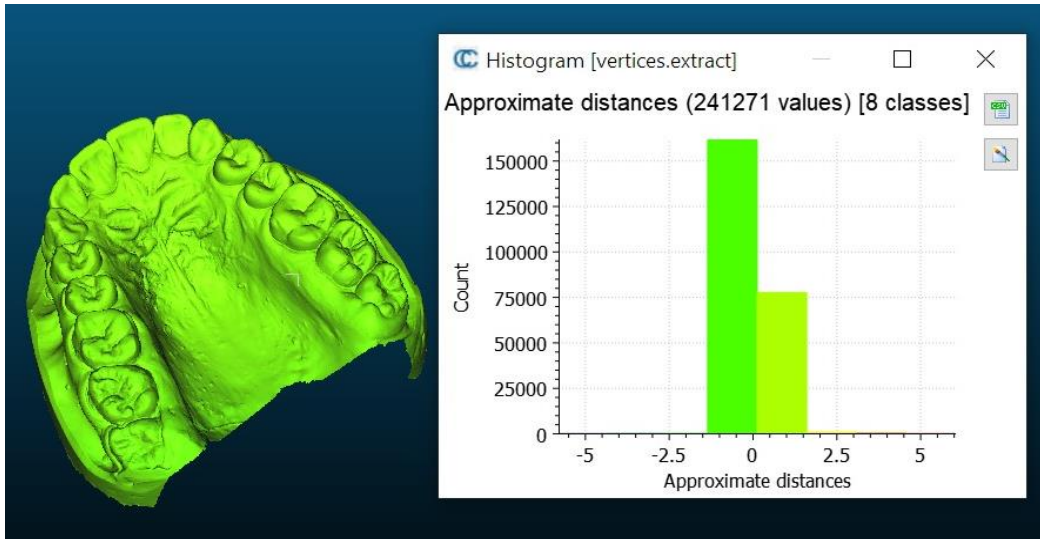 Histogram [vertices.extract]
Approximate distances (241271 values) [8 classes]
CSV
150000
125000
100000
75000
50000
25000
0
Count
-5 -2.5 0 2.5 5
Approximate distances